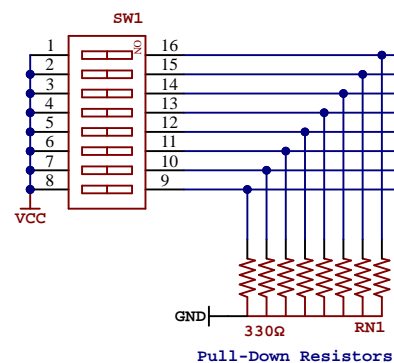 SW1
ON
1 16
2 15
3 14
4 13
5 12
6 11
7 10
8 9
VCC
GND
330Ω RN1
Pull-Down Resistors